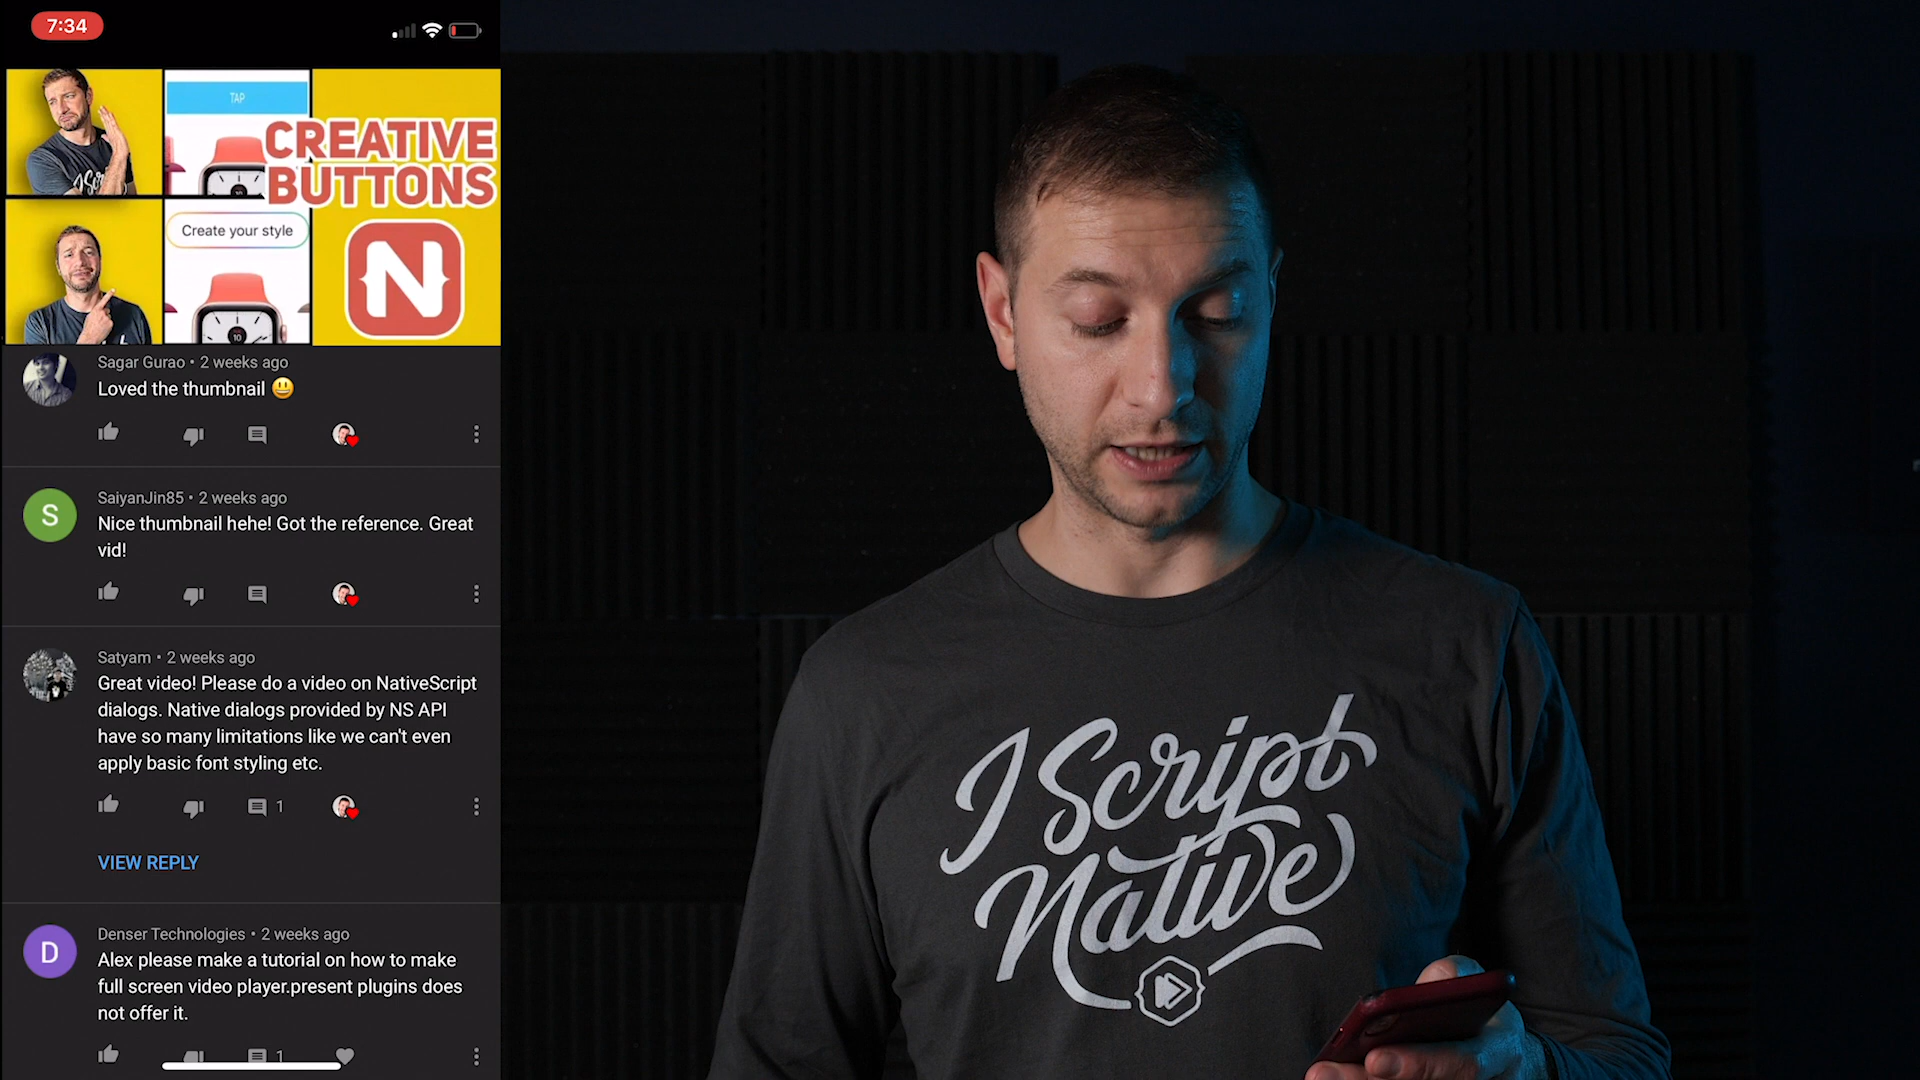 7:34
TAP
CREATIVE
BUTTONS
Create your style
10
N
Sagar Gurao • 2 weeks ago
Loved the thumbnail 😃
S
SaiyanJin85 • 2 weeks ago
Nice thumbnail hehe! Got the reference. Great
vid!
Satyam • 2 weeks ago
Great video! Please do a video on NativeScript
dialogs. Native dialogs provided by NS API
have so many limitations like we can't even
apply basic font styling etc.
1
VIEW REPLY
D
Denser Technologies • 2 weeks ago
Alex please make a tutorial on how to make
full screen video player.present plugins does
not offer it.
1
I Script
Native